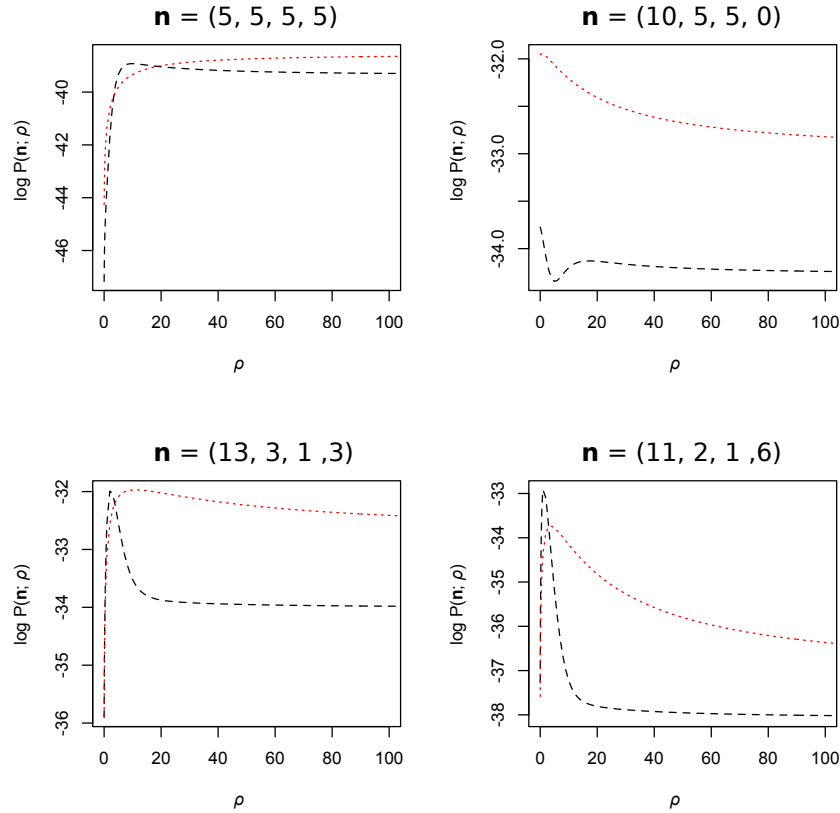 n = (5, 5, 5, 5)
log P(n; ρ)
-40
-42
-44
-46
0 20 40 60 80 100
ρ
n = (10, 5, 5, 0)
log P(n; ρ)
-32.0
-33.0
-34.0
0 20 40 60 80 100
ρ
n = (13, 3, 1 ,3)
log P(n; ρ)
32
-33
-34
-35
-36
0 20 40 60 80 100
ρ
n = (11, 2, 1 ,6)
log P(n; ρ)
-33
-34
-35
-36
-37
-38
0 20 40 60 80 100
ρ